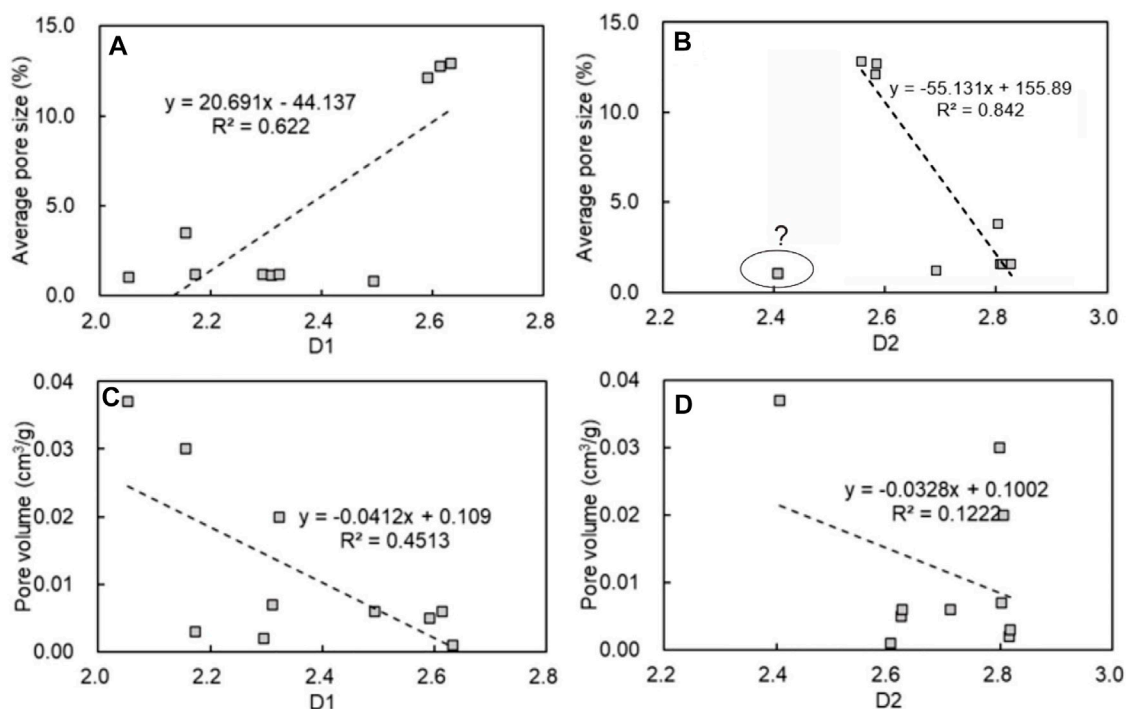 A
Average pore size (%)
15.0
10.0
5.0
0.0
y = 20.691x - 44.137
R² = 0.622
2.0 2.2 2.4 2.6 2.8
D1
B
Average pore size (%)
15.0
10.0
5.0
0.0
y = -55.131x + 155.89
R² = 0.842
?
2.2 2.4 2.6 2.8 3.0
D2
C
Pore volume (cm³/g)
0.04
0.03
0.02
0.01
0.00
y = -0.0412x + 0.109
R² = 0.4513
2.0 2.2 2.4 2.6 2.8
D1
D
Pore volume (cm³/g)
0.04
0.03
0.02
0.01
0.00
y = -0.0328x + 0.1002
R² = 0.1222
2.2 2.4 2.6 2.8 3.0
D2